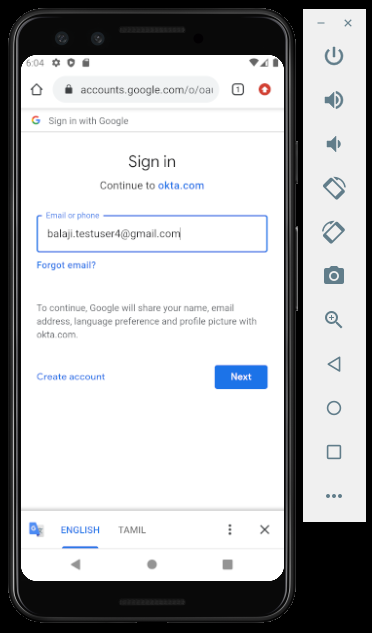 6:04
accounts.google.com/o/oau
1
G Sign in with Google
Sign in
Continue to okta.com
Email or phone
balaji.testuser4@gmail.com
Forgot email?
To continue, Google will share your name, email
address, language preference and profile picture with
okta.com.
Create account
Next
G
ENGLISH
TAMIL